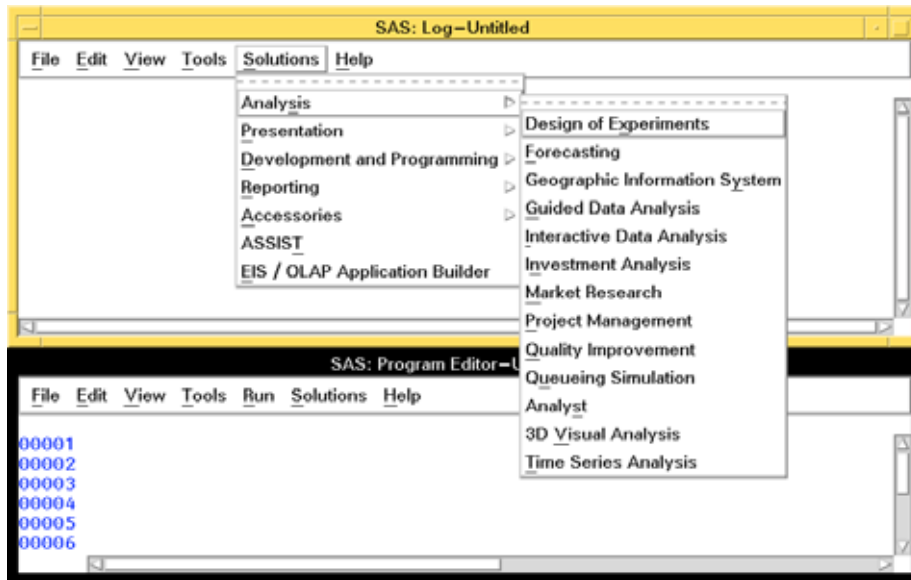 SAS: Log-Untitled
File Edit View Tools Solutions Help
Analysis
Presentation
Development and Programming
Reporting
Accessories
ASSIST
EIS / OLAP Application Builder
Design of Experiments
Forecasting
Geographic Information System
Guided Data Analysis
Interactive Data Analysis
Investment Analysis
Market Research
Project Management
Quality Improvement
Queueing Simulation
Analyst
3D Visual Analysis
Time Series Analysis
SAS: Program Editor-U
File Edit View Tools Run Solutions Help
00001
00002
00003
00004
00005
00006